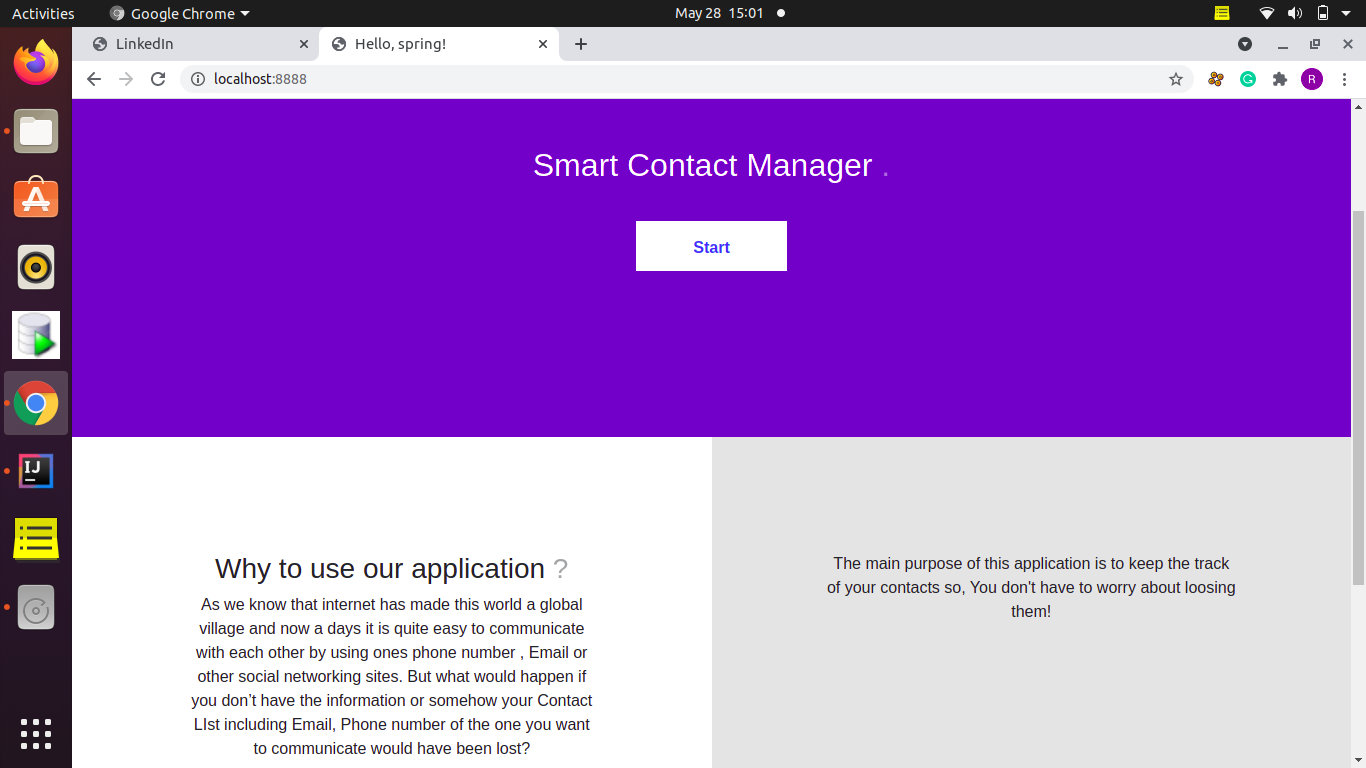 Activities
Google Chrome
May 28 15:01
LinkedIn
Hello, spring!
localhost:8888
R
Smart Contact Manager .
Start
IJ
Why to use our application ?
As we know that internet has made this world a global
village and now a days it is quite easy to communicate
with each other by using ones phone number , Email or
other social networking sites. But what would happen if
you don’t have the information or somehow your Contact
LIst including Email, Phone number of the one you want
to communicate would have been lost?
The main purpose of this application is to keep the track
of your contacts so, You don't have to worry about loosing
them!